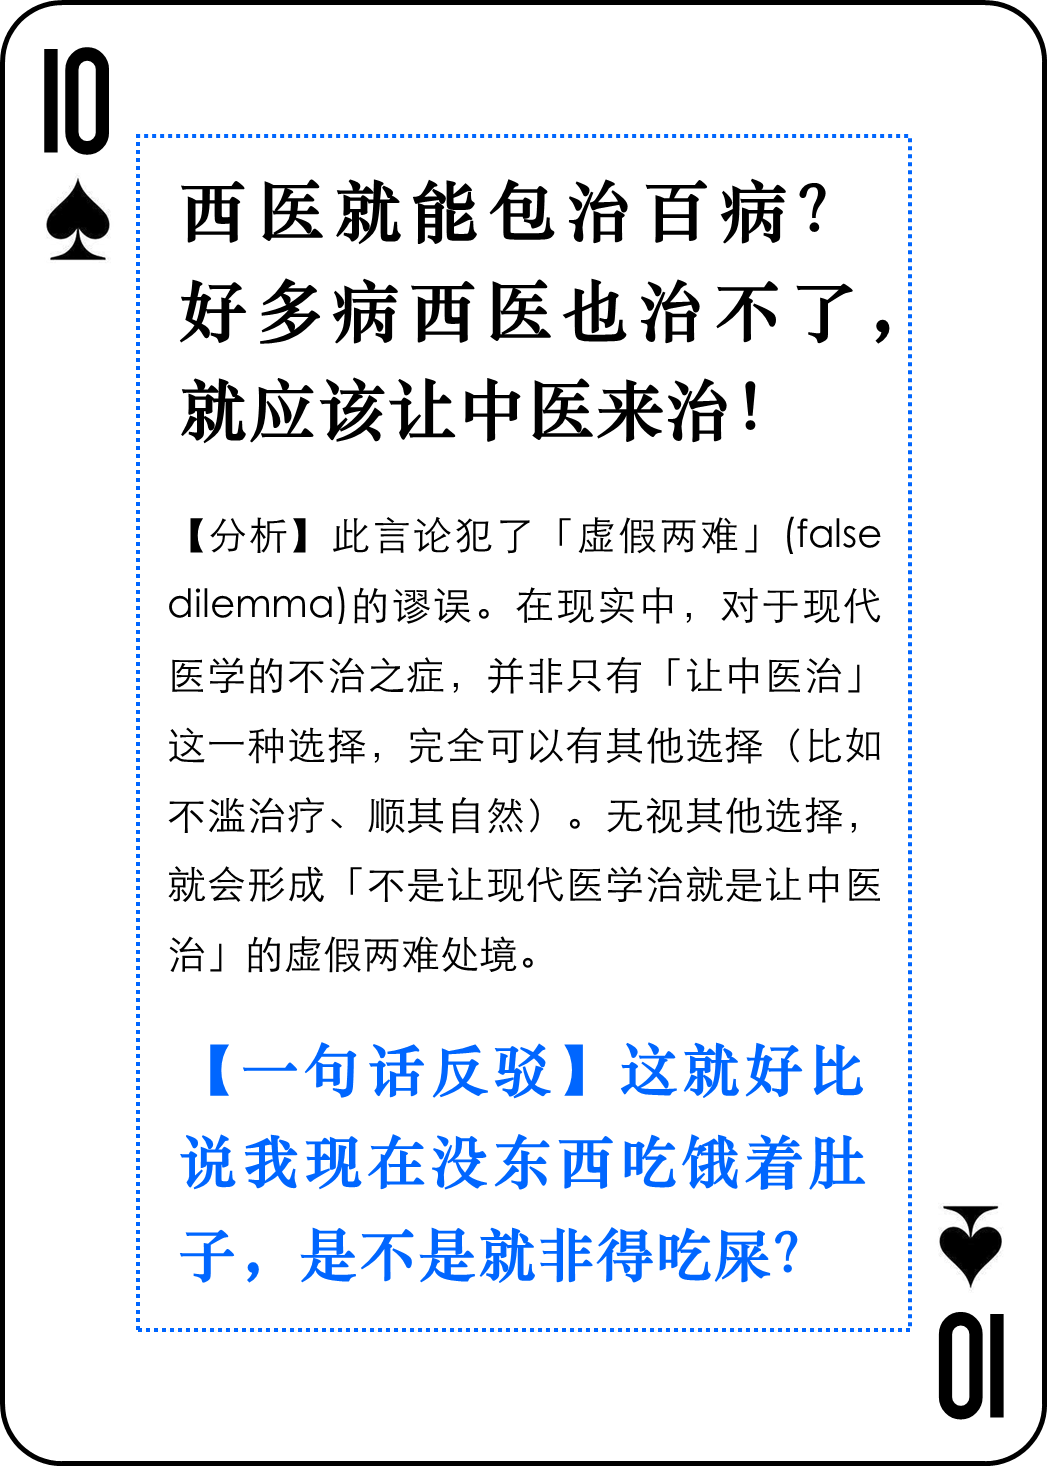 10
西医就能包治百病？
好多病西医也治不了，
就应该让中医来治！
【分析】此言论犯了「虚假两难」(false
dilemma)的谬误。在现实中，对于现代
医学的不治之症，并非只有「让中医治」
这一种选择，完全可以有其他选择（比如
不滥治疗、顺其自然）。无视其他选择，
就会形成「不是让现代医学治就是让中医
治」的虚假两难处境。
【一句话反驳】这就好比
说我现在没东西吃饿着肚
子，是不是就非得吃屎？
10